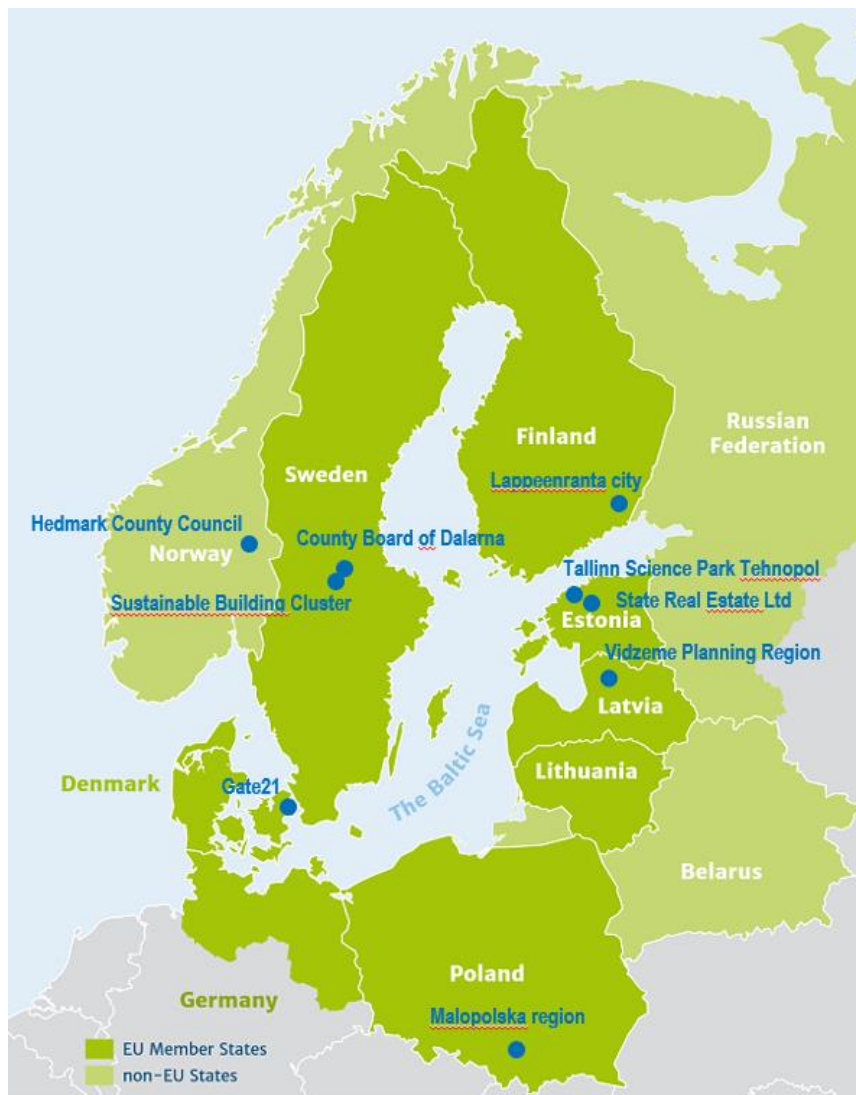 Russian
Federation
Finland
Sweden
Lappeenranta city
Hedmark County Council
Norway
County Board of Dalarna
Tallinn Science Park Tehnopol
Sustainable Building Cluster
State Real Estate Ltd
Estonia
Vidzeme Planning Region
Latvia
The Baltic Sea
Lithuania
Denmark
Gate21
Belarus
Poland
Germany
Malopolska region
EU Member States
non-EU States